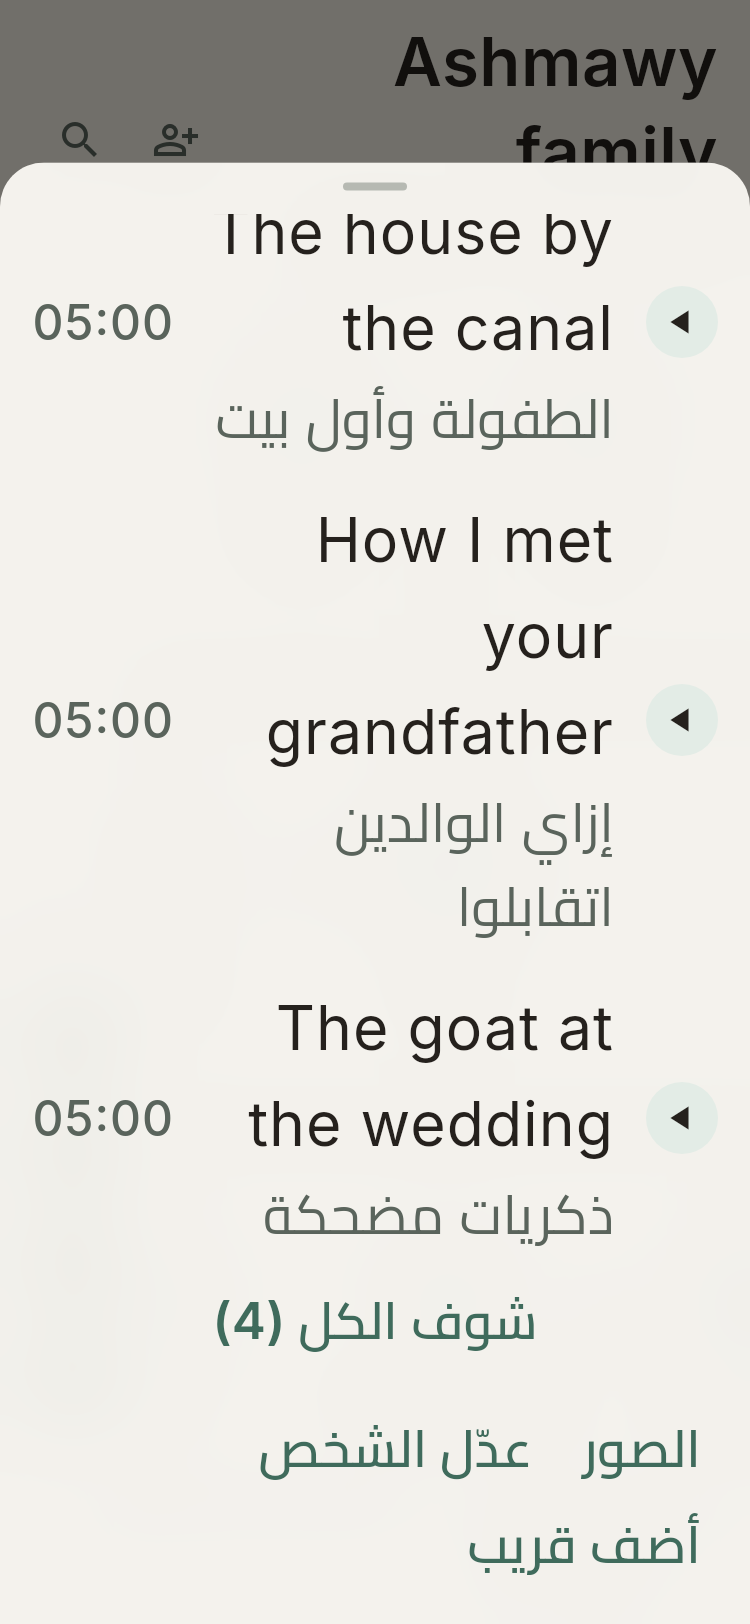 Ashmawy
family
The house by
the canal
05:00
الطفولة وأول بيت
How I met
your
grandfather
05:00
إزاي الوالدين
اتقابلوا
The goat at
the wedding
05:00
ذكريات مضحكة
شوف الكل (4)
الصور
عدّل الشخص
أضف قريب